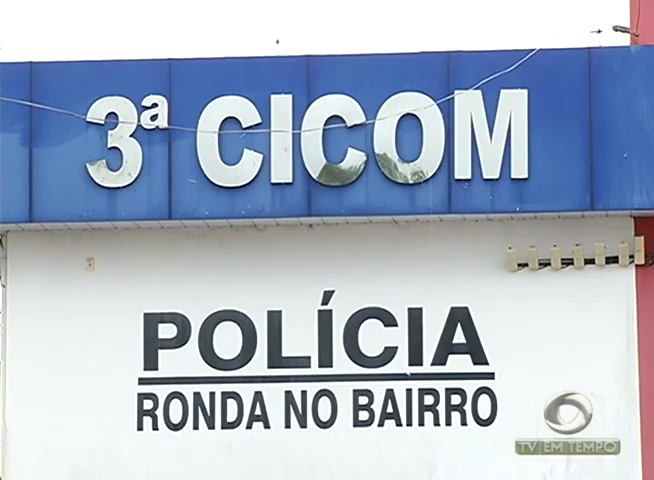 3ª CICOM
POLÍCIA
RONDA NO BAIRRO
TV EM TEMPO